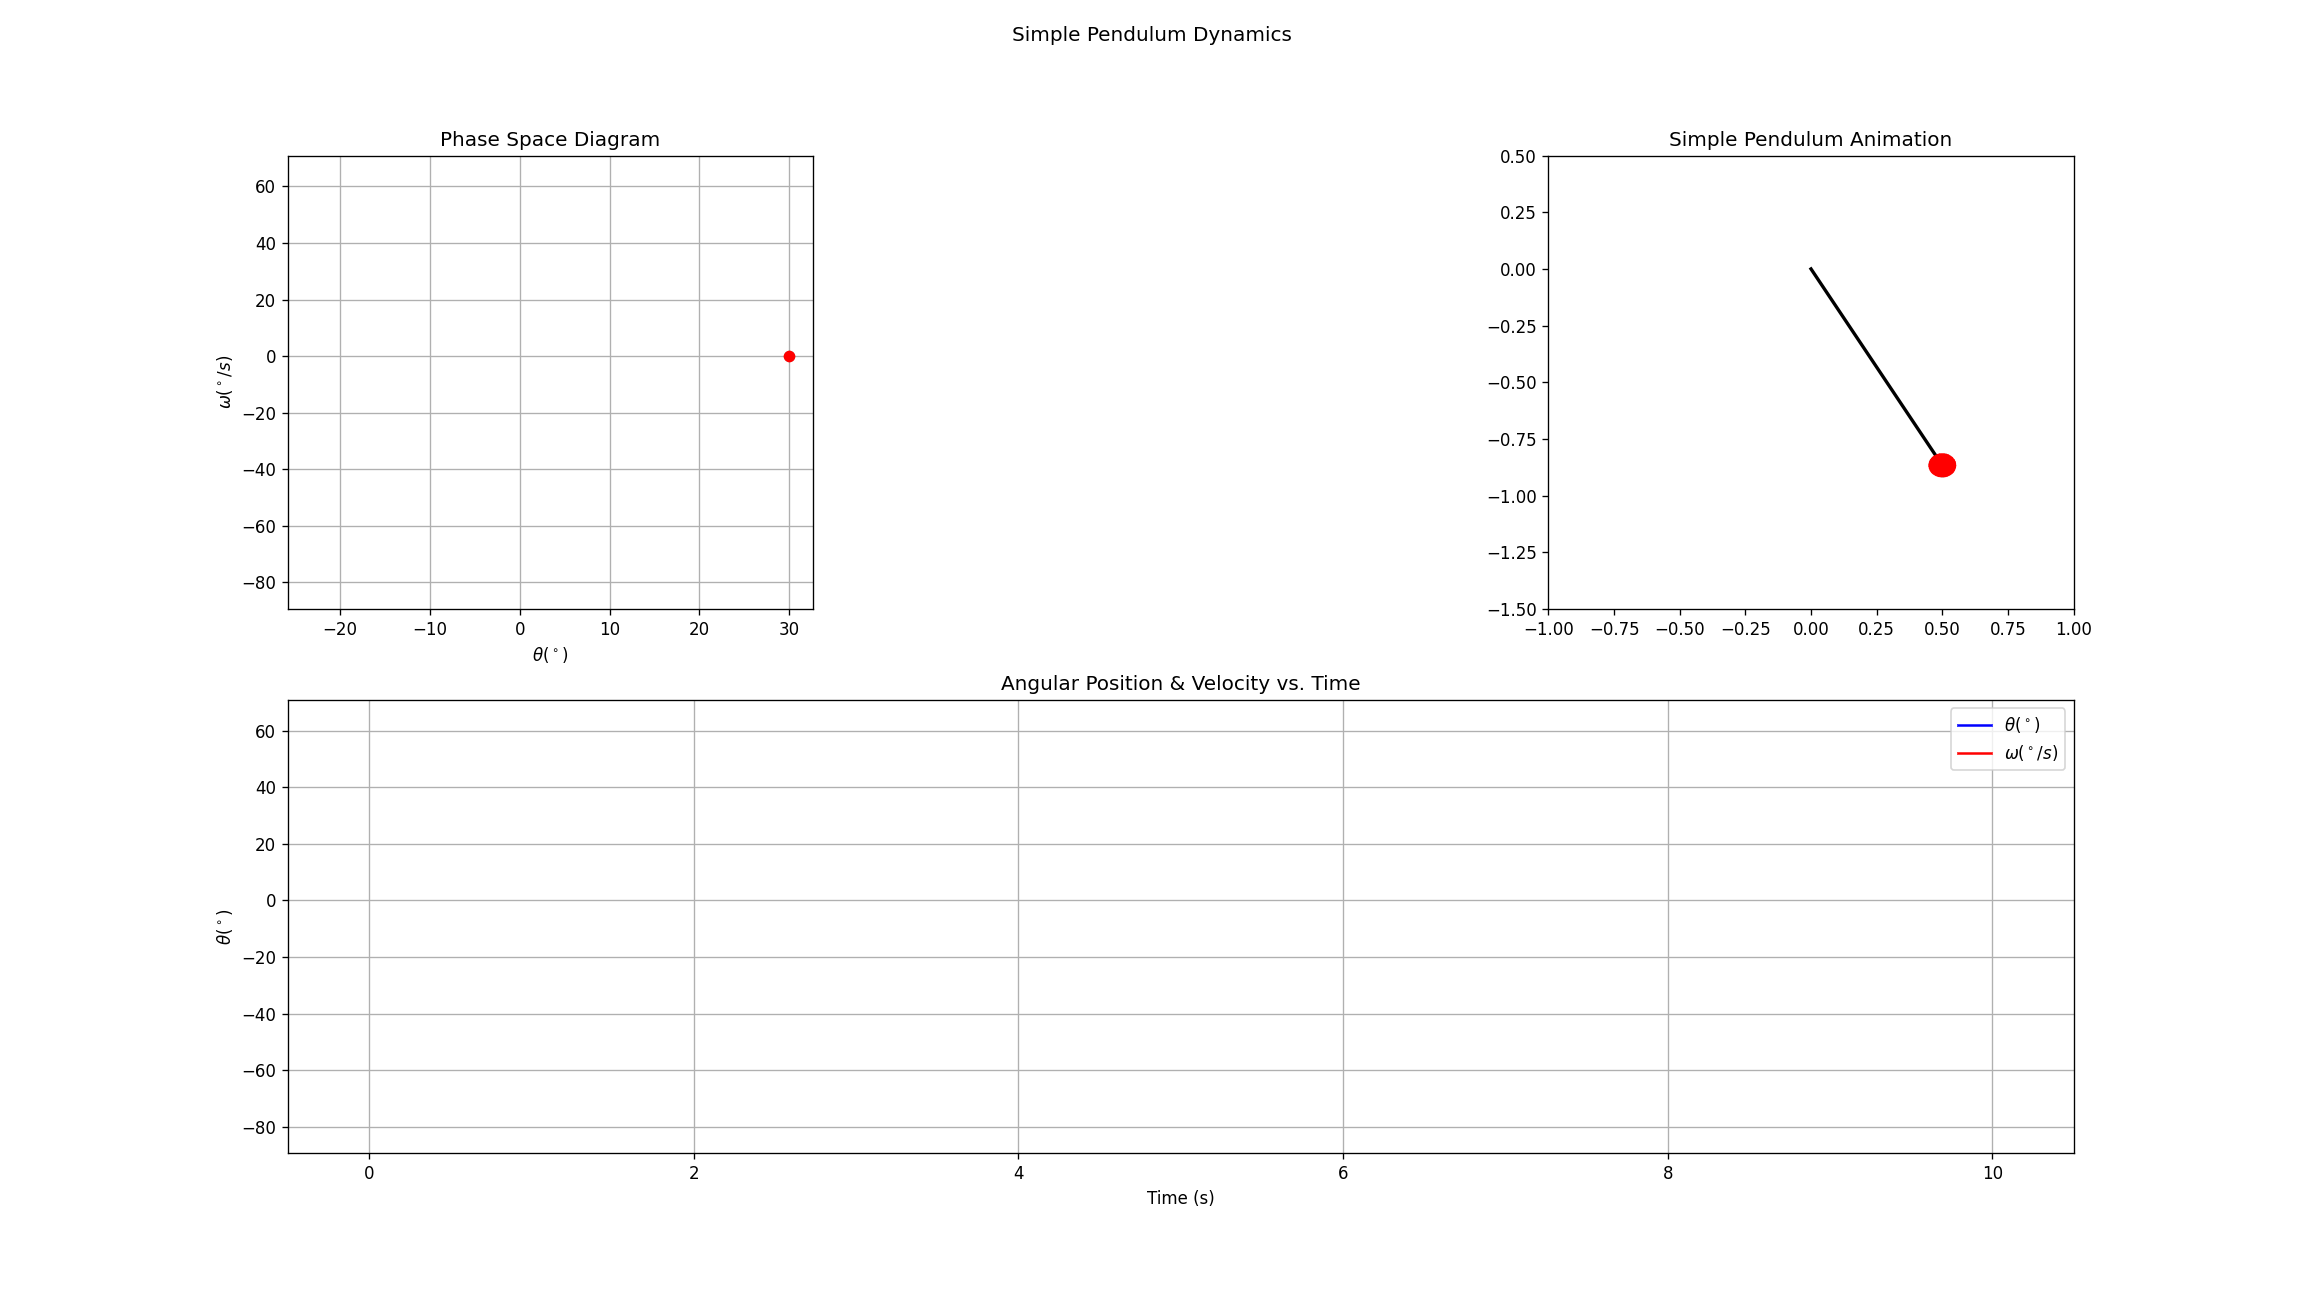 Simple Pendulum Dynamics
Phase Space Diagram
60
40
20
0
−20
−40
−60
−80
ω(°/s)
−20 −10 0 10 20 30
θ(°)
Simple Pendulum Animation
0.50
0.25
0.00
−0.25
−0.50
−0.75
−1.00
−1.25
−1.50
−1.00 −0.75 −0.50 −0.25 0.00 0.25 0.50 0.75 1.00
Angular Position & Velocity vs. Time
60
40
20
0
−20
−40
−60
−80
θ(°)
θ(°)
ω(°/s)
0 2 4 6 8 10
Time (s)